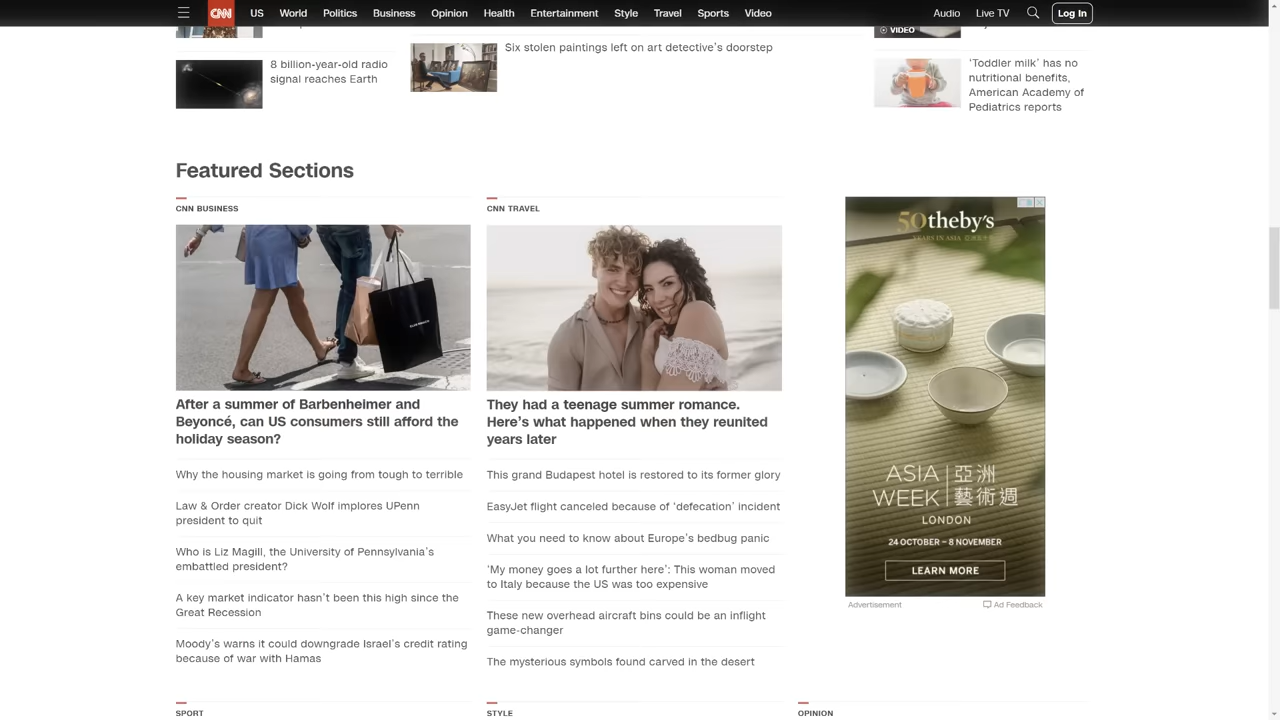 CNN
US
World
Politics
Business
Opinion
Health
Entertainment
Style
Travel
Sports
Video
Audio
Live TV
Log In
8 billion-year-old radio
signal reaches Earth
Six stolen paintings left on art detective's doorstep
VIDEO
'Toddler milk' has no
nutritional benefits,
American Academy of
Pediatrics reports
Featured Sections
CNN BUSINESS
After a summer of Barbenheimer and
Beyoncé, can US consumers still afford the
holiday season?
Why the housing market is going from tough to terrible
Law & Order creator Dick Wolf implores UPenn
president to quit
Who is Liz Magill, the University of Pennsylvania's
embattled president?
A key market indicator hasn't been this high since the
Great Recession
Moody's warns it could downgrade Israel's credit rating
because of war with Hamas
CNN TRAVEL
They had a teenage summer romance.
Here's what happened when they reunited
years later
This grand Budapest hotel is restored to its former glory
EasyJet flight canceled because of 'defecation' incident
What you need to know about Europe's bedbug panic
'My money goes a lot further here': This woman moved
to Italy because the US was too expensive
These new overhead aircraft bins could be an inflight
game-changer
The mysterious symbols found carved in the desert
50theby's
YEARS IN ASIA
ASIA
WEEK
亞洲
藝術週
LONDON
24 OCTOBER – 8 NOVEMBER
LEARN MORE
Advertisement
Ad Feedback
SPORT
STYLE
OPINION